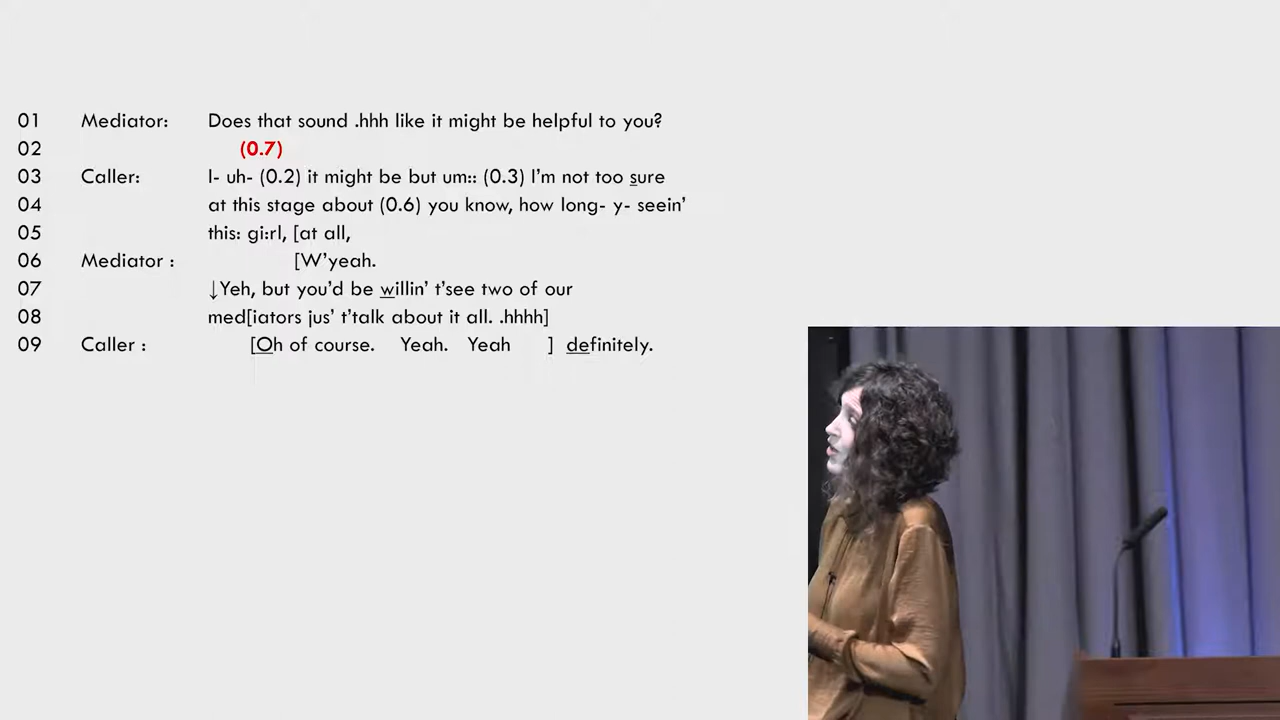 01 Mediator: Does that sound .hhh like it might be helpful to you?
02 (0.7)
03 Caller: I- uh- (0.2) it might be but um:: (0.3) I'm not too sure
04 at this stage about (0.6) you know, how long- y- seein'
05 this: gi:rl, [at all,
06 Mediator : [W'yeah.
07 ↓Yeh, but you'd be willin' t'see two of our
08 med[iators jus' t'talk about it all. .hhhh]
09 Caller : [Oh of course. Yeah. Yeah ] definitely.